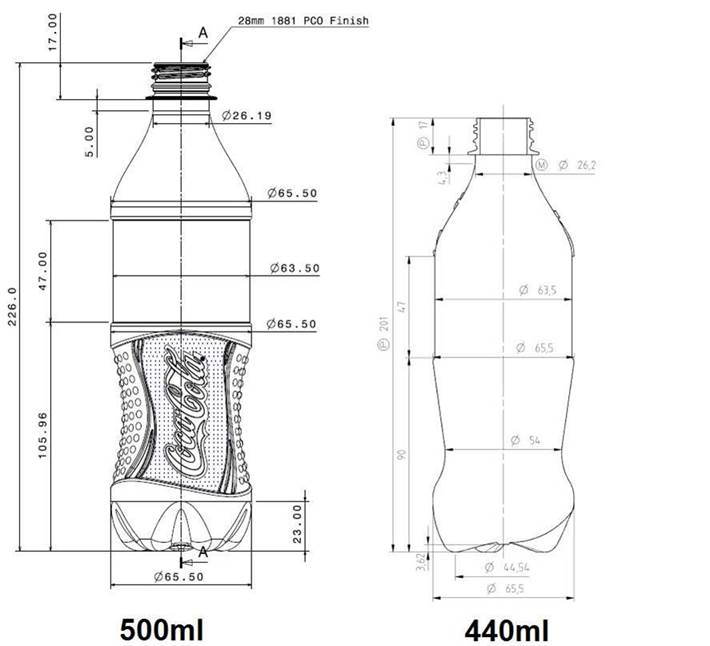 28mm 1881 PCO Finish
17.00
A
5.00
Ø26.19
Ø65.50
47.00
Ø63.50
226.0
Ø65.50
Coca-Cola
105.96
23.00
A
Ø65.50
500ml
P 17
4,3
M Ø 26,2
47
Ø 63,5
P 201
Ø 65,5
90
Ø 54
3,62
Ø 44,54
Ø 65,5
440ml